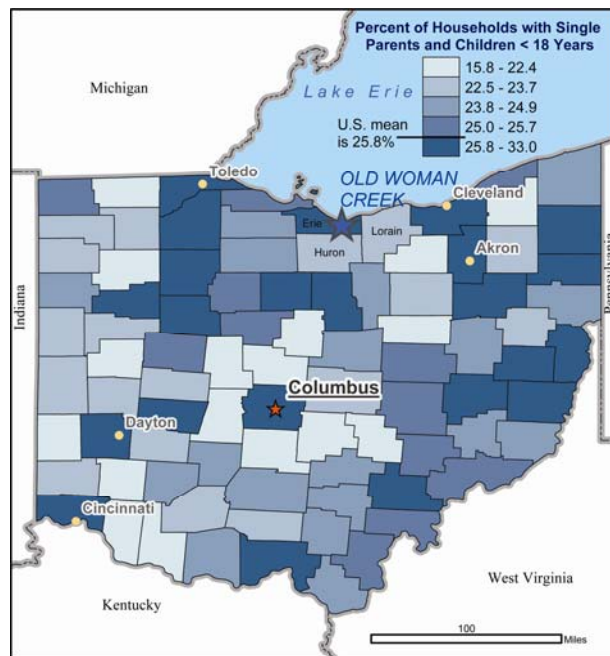 Percent of Households with Single
Parents and Children < 18 Years
15.8 - 22.4
22.5 - 23.7
23.8 - 24.9
25.0 - 25.7
25.8 - 33.0
U.S. mean
is 25.8%
Michigan
Lake Erie
Toledo
OLD WOMAN
CREEK
Cleveland
Erie
Lorain
Huron
Akron
Indiana
Pennsylvania
Columbus
Dayton
Cincinnati
West Virginia
Kentucky
100
Miles